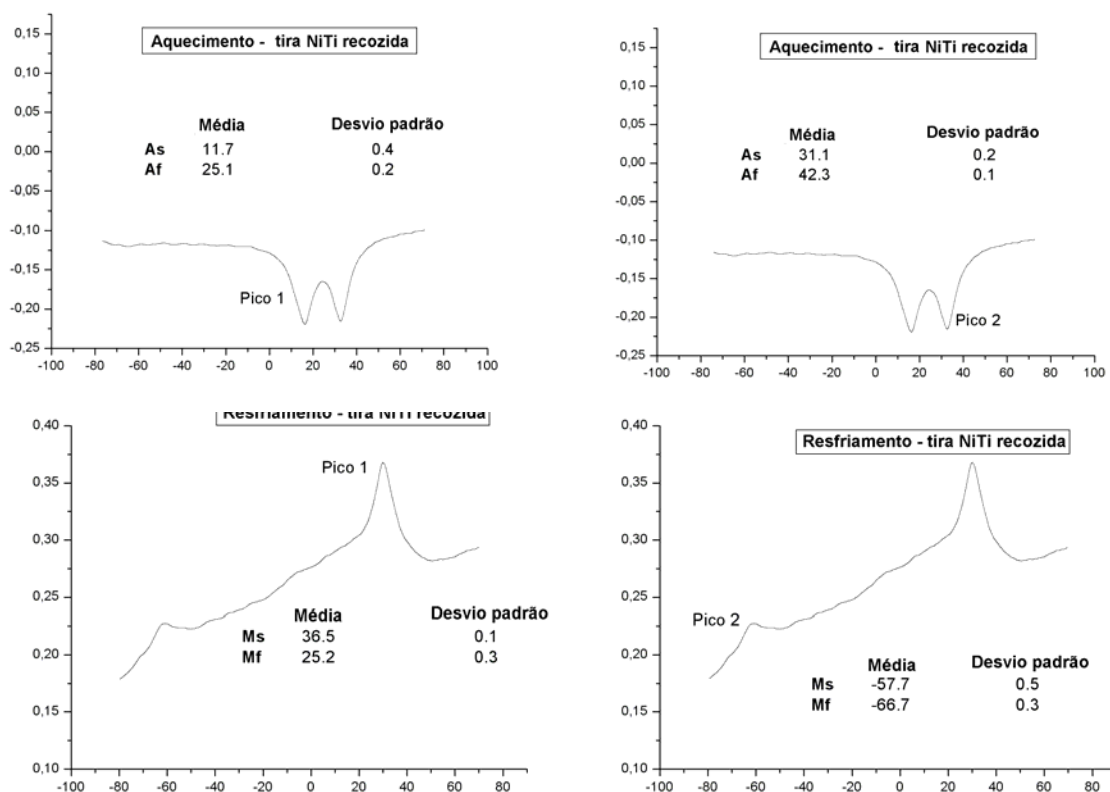 Aquecimento - tira NiTi recozida
Média Desvio padrão
As 11.7 0.4
Af 25.1 0.2
Pico 1
0,15
0,10
0,05
0,00
-0,05
-0,10
-0,15
-0,20
-0,25
-100 -80 -60 -40 -20 0 20 40 60 80 100
Aquecimento - tira NiTi recozida
Média Desvio padrão
As 31.1 0.2
Af 42.3 0.1
Pico 2
0,15
0,10
0,05
0,00
-0,05
-0,10
-0,15
-0,20
-0,25
-100 -80 -60 -40 -20 0 20 40 60 80 100
Resfriamento - tira NiTi recozida
Pico 1
Média Desvio padrão
Ms 36.5 0.1
Mf 25.2 0.3
0,40
0,35
0,30
0,25
0,20
0,15
0,10
-100 -80 -60 -40 -20 0 20 40 60 80
Resfriamento - tira NiTi recozida
Pico 2
Média Desvio padrão
Ms -57.7 0.5
Mf -66.7 0.3
0,40
0,35
0,30
0,25
0,20
0,15
0,10
-100 -80 -60 -40 -20 0 20 40 60 80